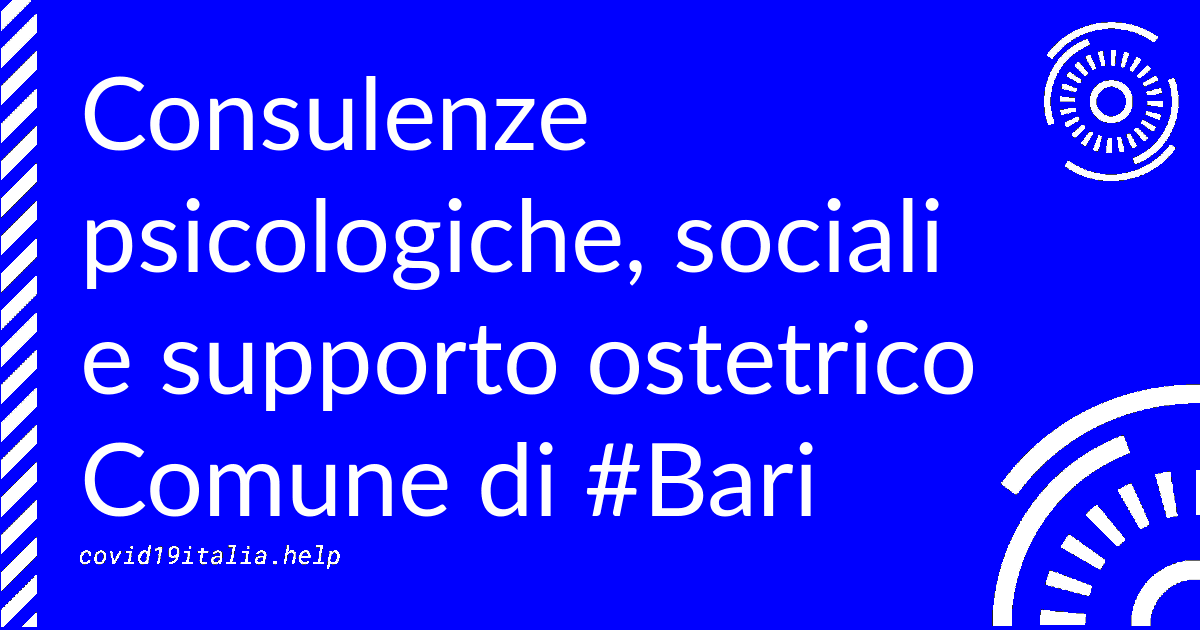 Consulenze
psicologiche, sociali
e supporto ostetrico
Comune di #Bari
covid19italia.help